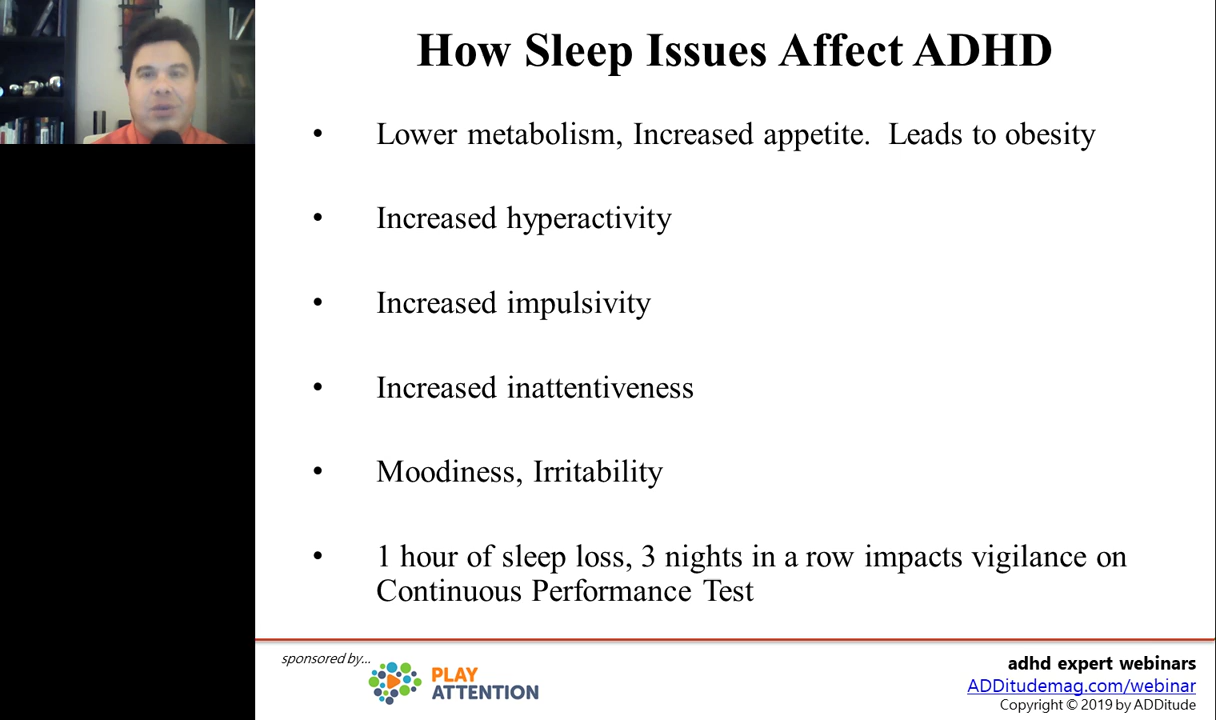 How Sleep Issues Affect ADHD
• Lower metabolism, Increased appetite.  Leads to obesity
• Increased hyperactivity
• Increased impulsivity
• Increased inattentiveness
• Moodiness, Irritability
• 1 hour of sleep loss, 3 nights in a row impacts vigilance on
Continuous Performance Test
sponsored by...
PLAY
ATTENTION
adhd expert webinars
ADDitudemag.com/webinar
Copyright © 2019 by ADDitude